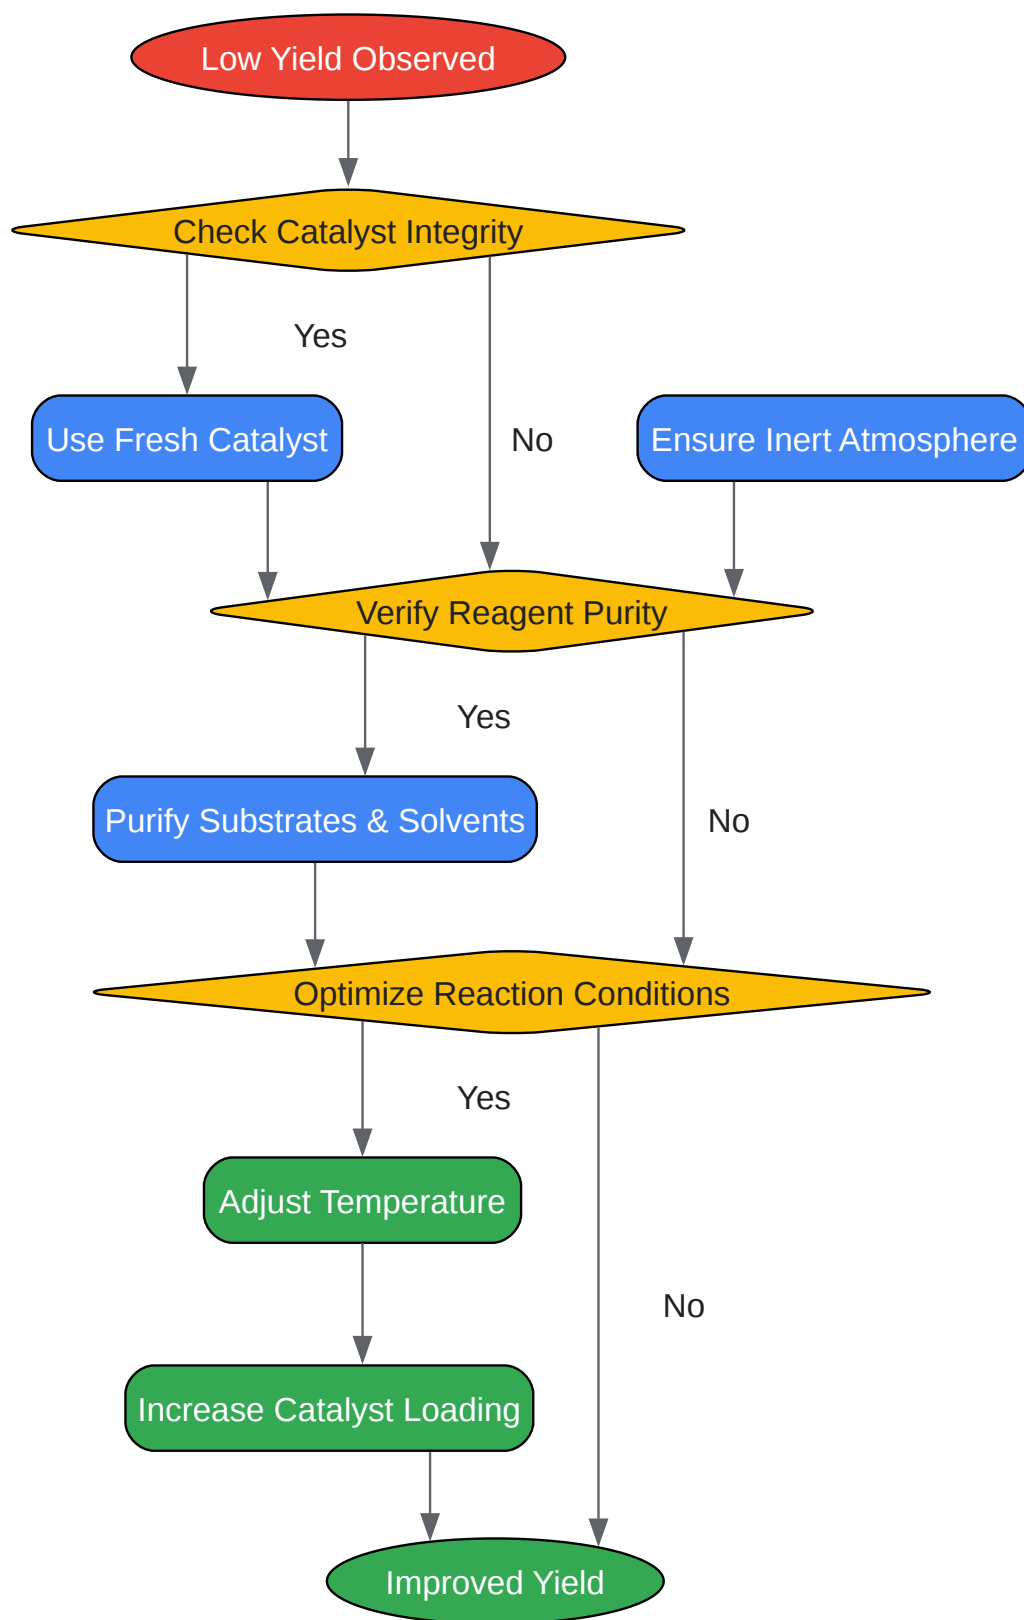 Low Yield Observed
Check Catalyst Integrity
Yes
Use Fresh Catalyst
No
Ensure Inert Atmosphere
Verify Reagent Purity
Yes
Purify Substrates & Solvents
No
Optimize Reaction Conditions
Yes
Adjust Temperature
No
Increase Catalyst Loading
Improved Yield